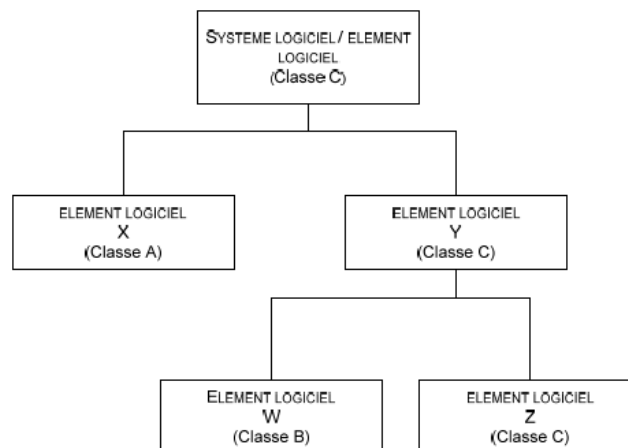 SYSTEME LOGICIEL / ELEMENT
LOGICIEL
(Classe C)
ELEMENT LOGICIEL
X
(Classe A)
ELEMENT LOGICIEL
Y
(Classe C)
ELEMENT LOGICIEL
W
(Classe B)
ELEMENT LOGICIEL
Z
(Classe C)